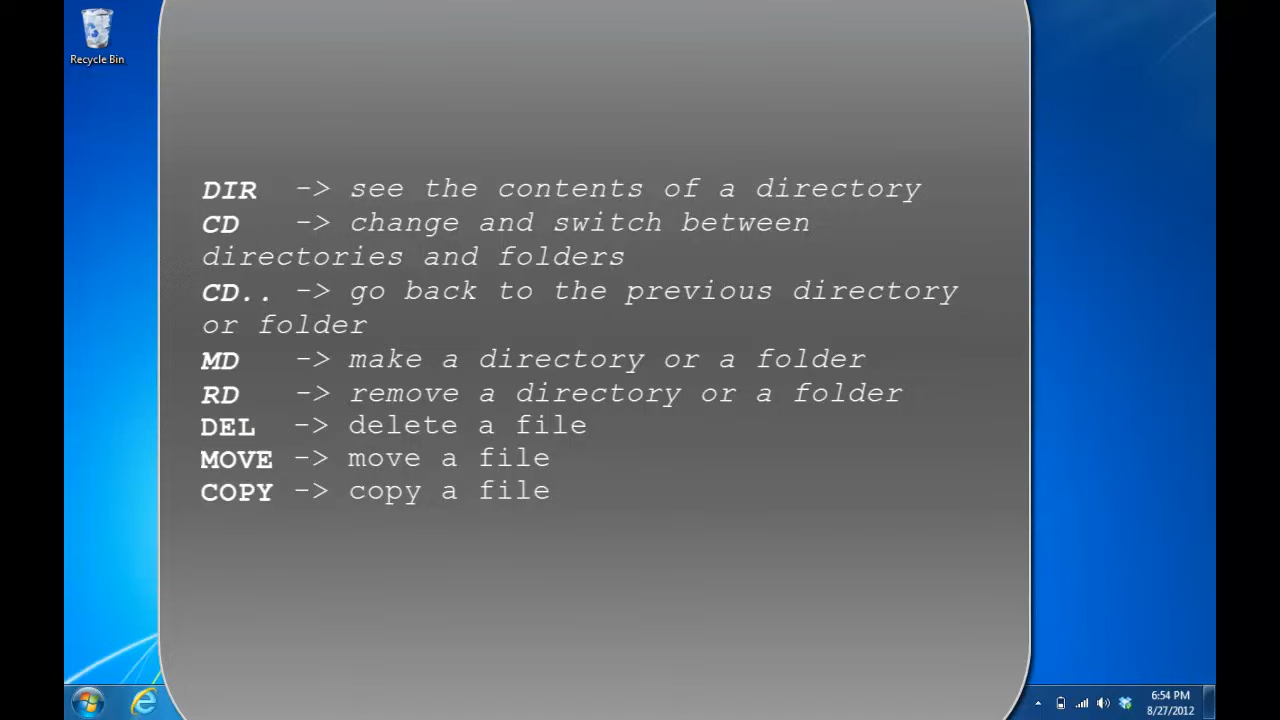 Recycle Bin
DIR -> see the contents of a directory
CD -> change and switch between
directories and folders
CD.. -> go back to the previous directory
or folder
MD -> make a directory or a folder
RD -> remove a directory or a folder
DEL -> delete a file
MOVE -> move a file
COPY -> copy a file
6:54 PM
8/27/2012